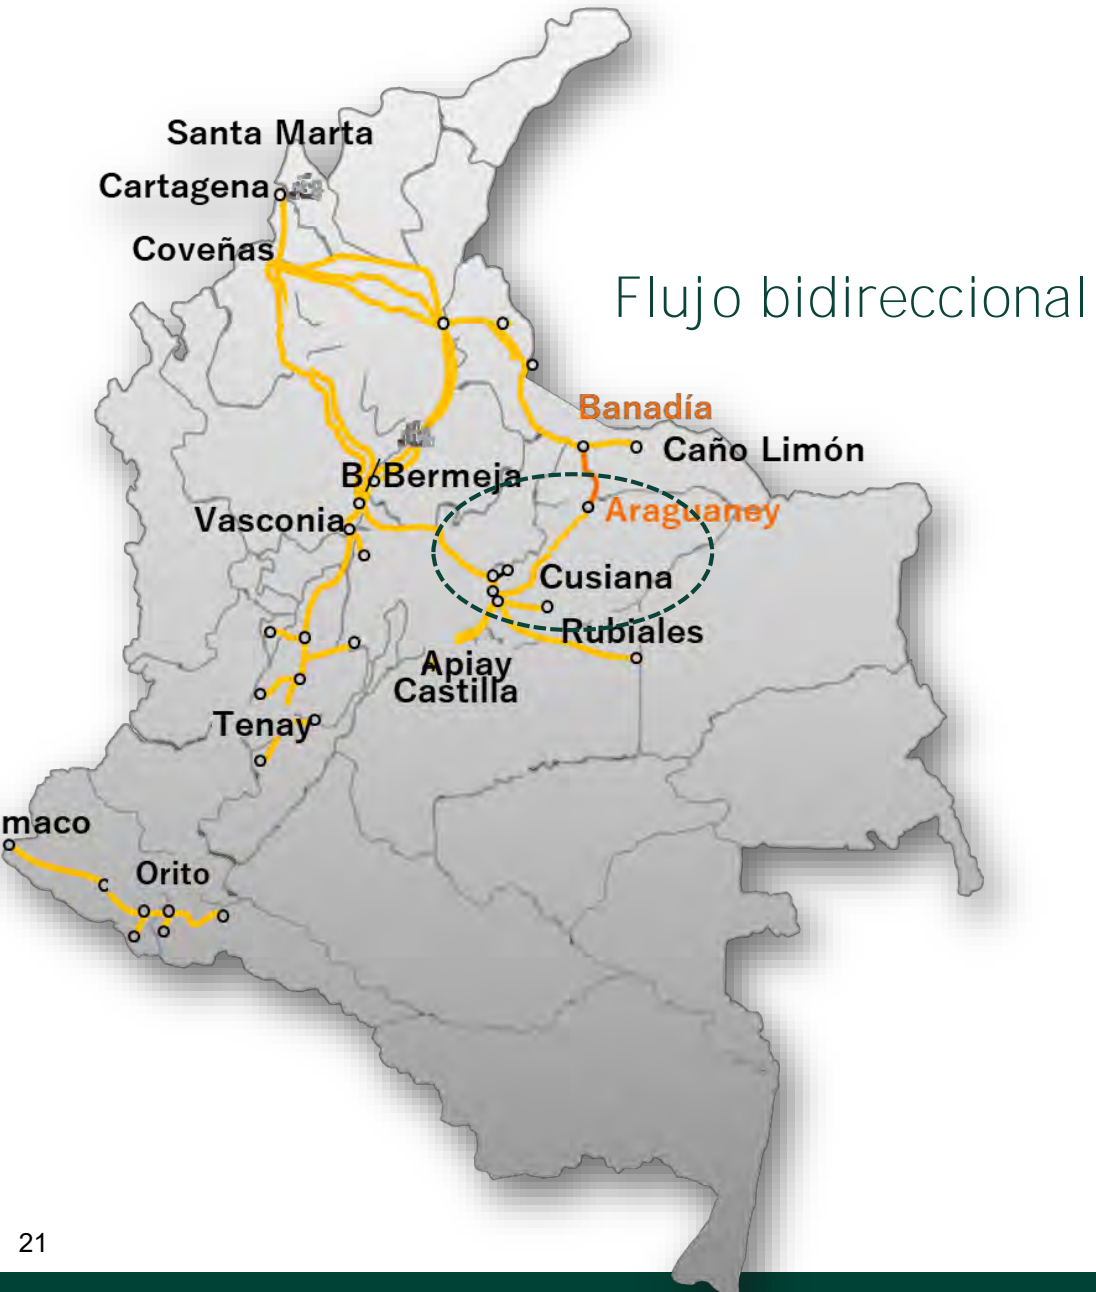 Santa Marta
Cartagena
Coveñas
Flujo bidireccional
Banadía
Caño Limón
B/Bermeja
Araguaney
Vasconia
Cusiana
Rubiales
Apiay
Castilla
Tenay
maco
Orito
21